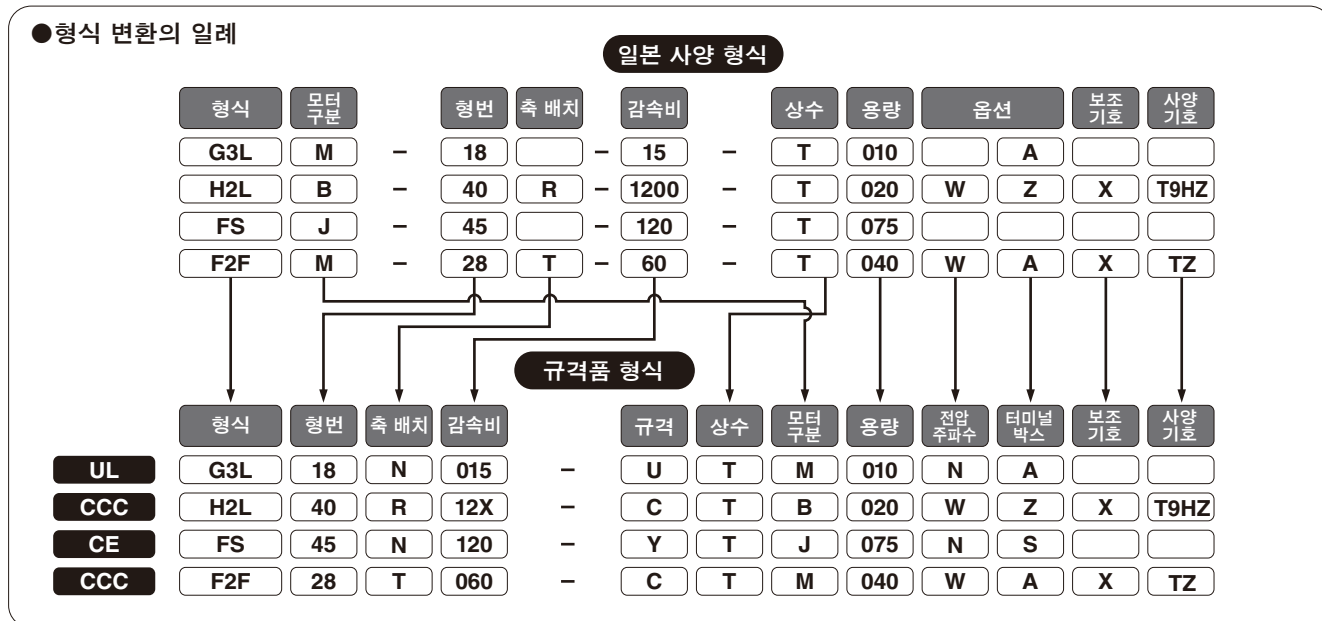 ●형식 변환의 일례
일본 사양 형식
형식 모터 구분 형번 축 배치 감속비 상수 용량 옵션 보조 기호 사양 기호
G3L M – 18 – 15 – T 010 A
H2L B – 40 R – 1200 – T 020 W Z X T9HZ
FS J – 45 – 120 – T 075
F2F M – 28 T – 60 – T 040 W A X TZ
규격품 형식
형식 형번 축 배치 감속비 규격 상수 모터 구분 용량 전압 주파수 터미널 박스 보조 기호 사양 기호
UL G3L 18 N 015 – U T M 010 N A
CCC H2L 40 R 12X – C T B 020 W Z X T9HZ
CE FS 45 N 120 – Y T J 075 N S
CCC F2F 28 T 060 – C T M 040 W A X TZ